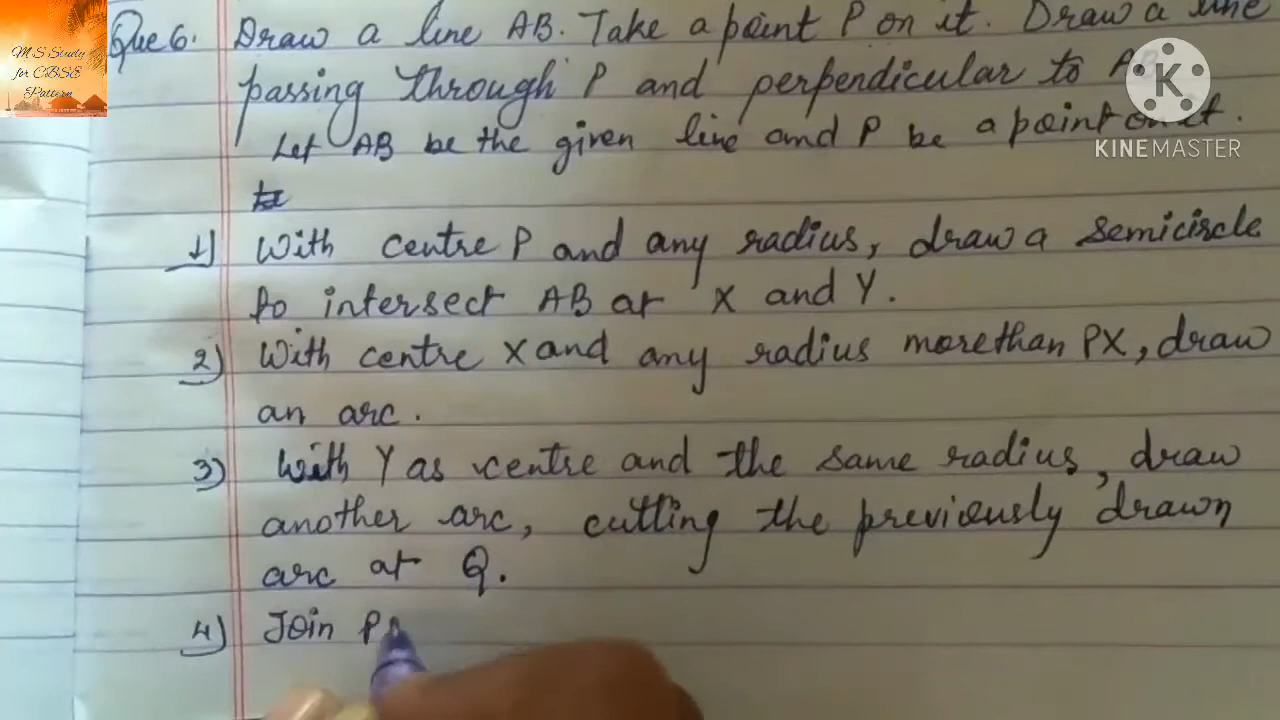 M.S Study
for CBSE
Pattern
Que 6. Draw a line AB. Take a point P on it. Draw a line
passing through P and perpendicular to AB
Let AB be the given line and P be a point on it.
1) With centre P and any radius, draw a semicircle
to intersect AB at X and Y.
2) With centre X and any radius more than PX, draw
an arc.
3) With Y as centre and the same radius, draw
another arc, cutting the previously drawn
arc at Q.
4) Join P
K
KINEMASTER